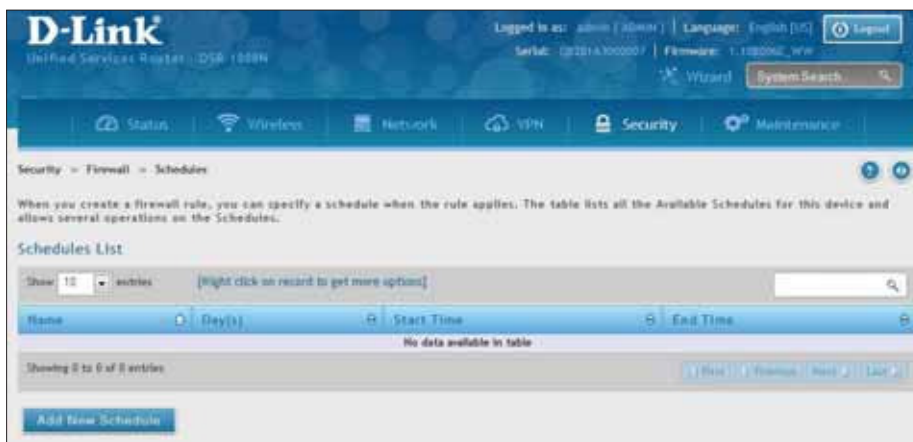 D-Link
Logged in as: admin ( ADMIN ) | Language: English [US]
Logout
Unified Services Router - DSR-1000N
Serial: | Firmware:
Wizard
System Search
Status
Wireless
Network
VPN
Security
Maintenance
Security » Firewall » Schedules
When you create a firewall rule, you can specify a schedule when the rule applies. The table lists all the Available Schedules for this device and
allows several operations on the Schedules.
Schedules List
Show 10 entries
[Right click on record to get more options]
Name
Day(s)
Start Time
End Time
No data available in table
Showing 0 to 0 of 0 entries
First
Previous
Next
Last
Add New Schedule